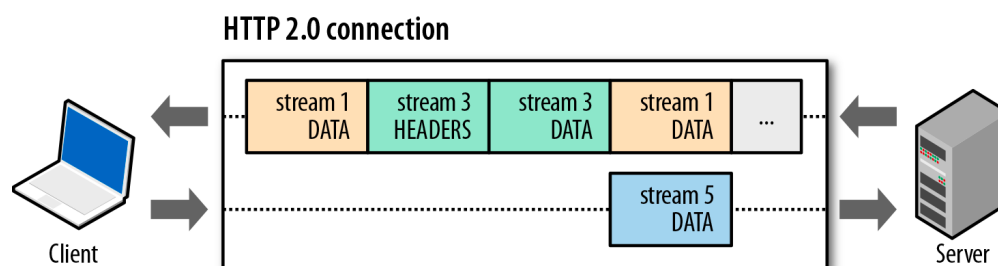 HTTP 2.0 connection
stream 1
DATA
stream 3
HEADERS
stream 3
DATA
stream 1
DATA
...
stream 5
DATA
Client
Server